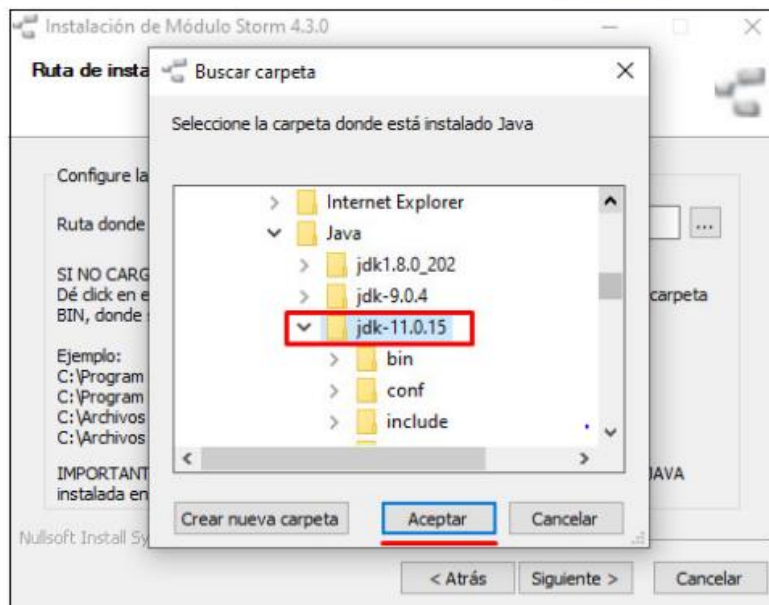 Instalación de Módulo Storm 4.3.0
Ruta de insta
Buscar carpeta
Seleccione la carpeta donde está instalado Java
Configure la
Ruta donde
...
SI NO CARG
Dé click en e
carpeta
BIN, donde
Ejemplo:
C:\Program
C:\Program
C:\Archivos
C:\Archivos
IMPORTANT
JAVA
instalada en
Internet Explorer
Java
jdk1.8.0_202
jdk-9.0.4
jdk-11.0.15
bin
conf
include
Crear nueva carpeta
Aceptar
Cancelar
Nullsoft Install Sy
< Atrás
Siguiente >
Cancelar